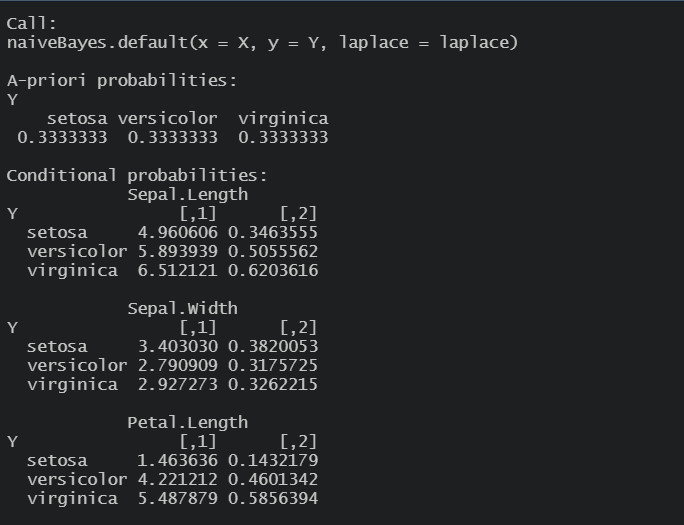 Call:
naiveBayes.default(x = X, y = Y, laplace = laplace)
A-priori probabilities:
Y
setosa versicolor virginica
0.3333333 0.3333333 0.3333333
Conditional probabilities:
Sepal.Length
Y [,1] [,2]
setosa 4.960606 0.3463555
versicolor 5.893939 0.5055562
virginica 6.512121 0.6203616
Sepal.Width
Y [,1] [,2]
setosa 3.403030 0.3820053
versicolor 2.790909 0.3175725
virginica 2.927273 0.3262215
Petal.Length
Y [,1] [,2]
setosa 1.463636 0.1432179
versicolor 4.221212 0.4601342
virginica 5.487879 0.5856394